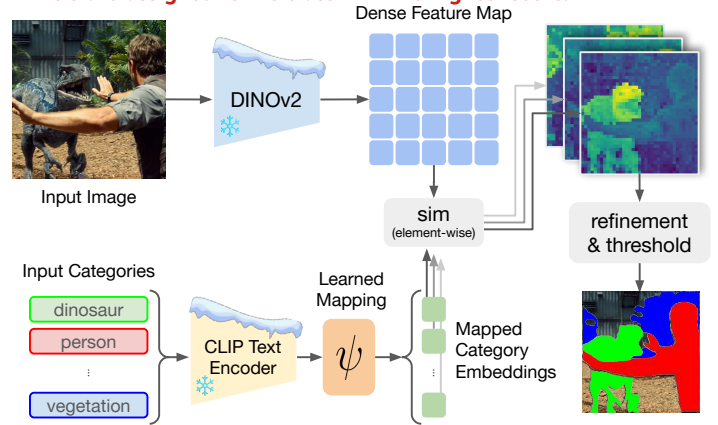 Dense Feature Map
DINOv2
Input Image
sim
(element-wise)
refinement
& threshold
Input Categories
dinosaur
person
...
vegetation
CLIP Text
Encoder
Learned
Mapping
ψ
Mapped
Category
Embeddings
...